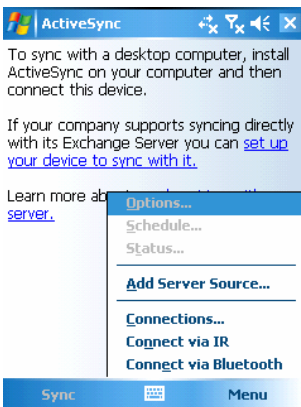 ActiveSync
To sync with a desktop computer, install
ActiveSync on your computer and then
connect this device.
If your company supports syncing directly
with its Exchange Server you can set up
your device to sync with it.
Learn more
server.
Options...
Schedule...
Status...
Add Server Source...
Connections...
Connect via IR
Connect via Bluetooth
Sync
Menu